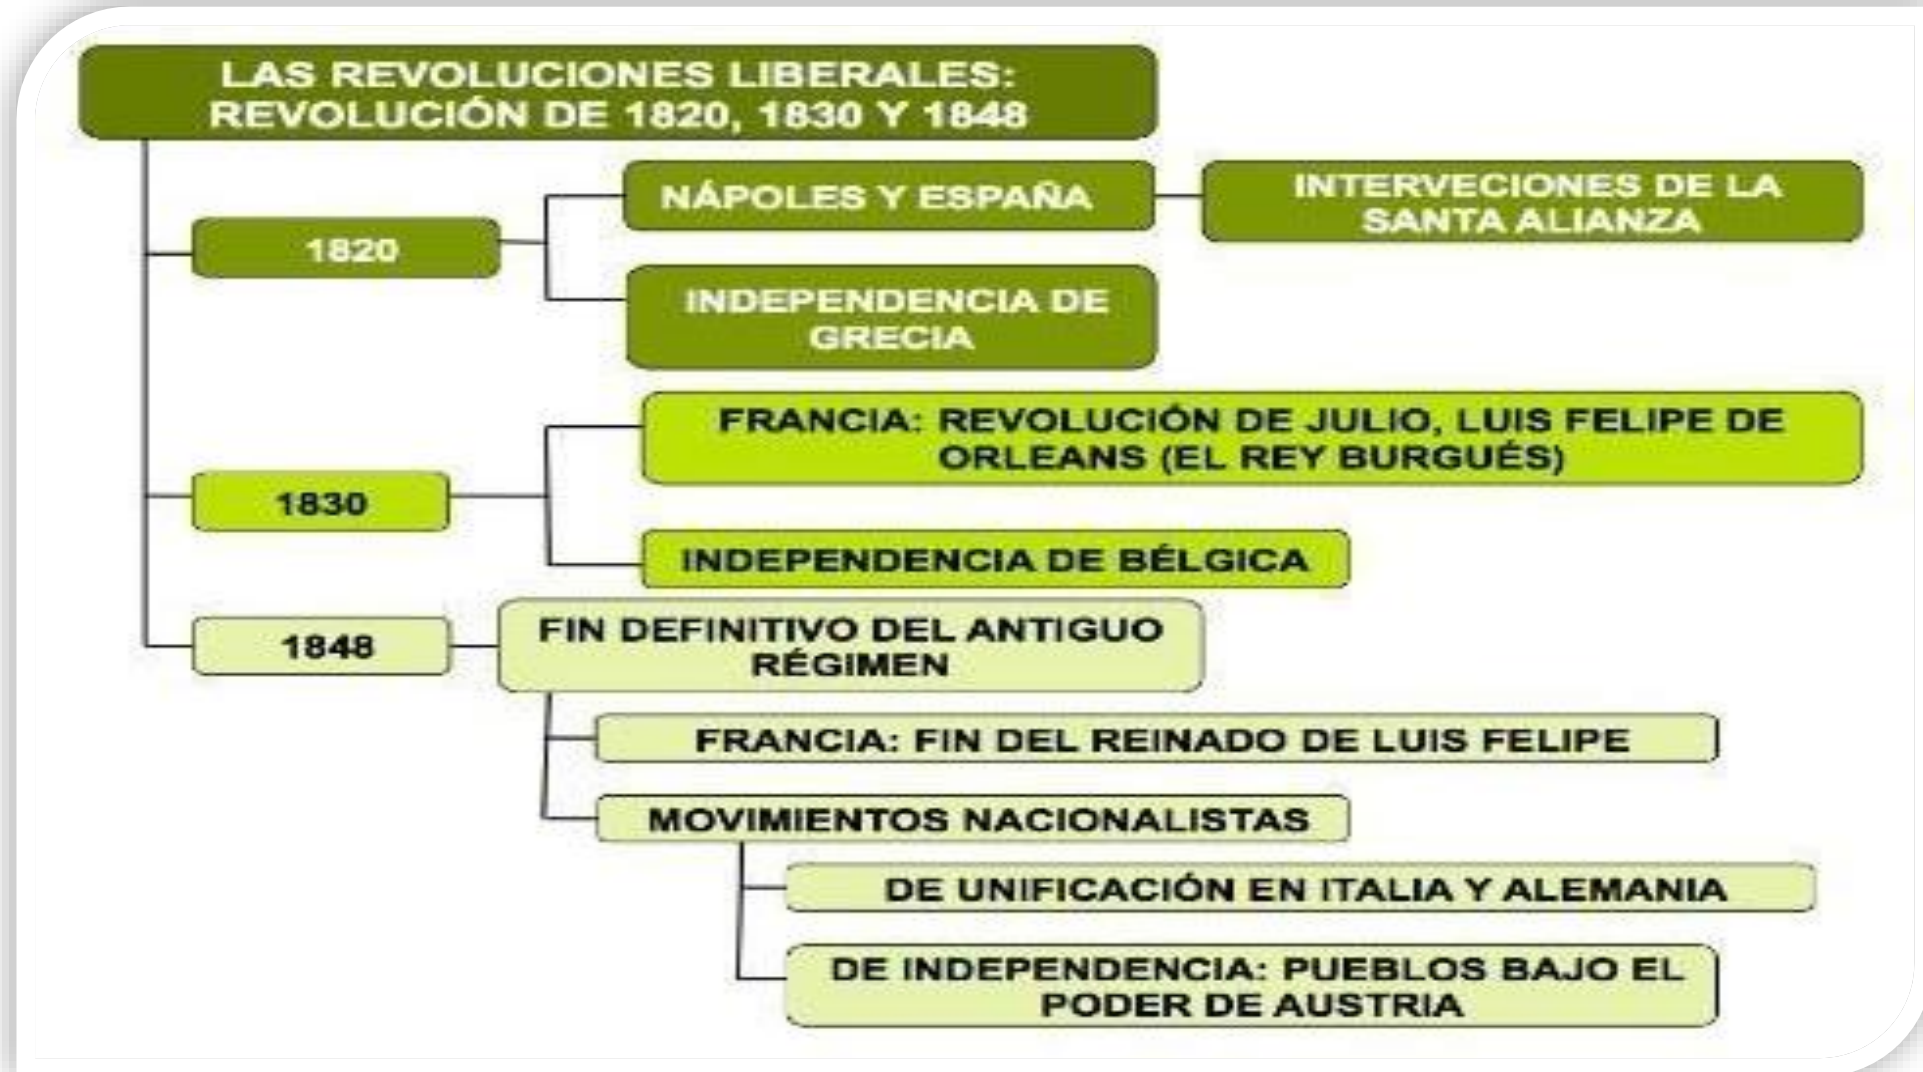 LAS REVOLUCIONES LIBERALES:
REVOLUCIÓN DE 1820, 1830 Y 1848
1820
NÁPOLES Y ESPAÑA
INTERVECIONES DE LA
SANTA ALIANZA
INDEPENDENCIA DE
GRECIA
1830
FRANCIA: REVOLUCIÓN DE JULIO, LUIS FELIPE DE
ORLEANS (EL REY BURGUÉS)
INDEPENDENCIA DE BÉLGICA
1848
FIN DEFINITIVO DEL ANTIGUO
RÉGIMEN
FRANCIA: FIN DEL REINADO DE LUIS FELIPE
MOVIMIENTOS NACIONALISTAS
DE UNIFICACIÓN EN ITALIA Y ALEMANIA
DE INDEPENDENCIA: PUEBLOS BAJO EL
PODER DE AUSTRIA